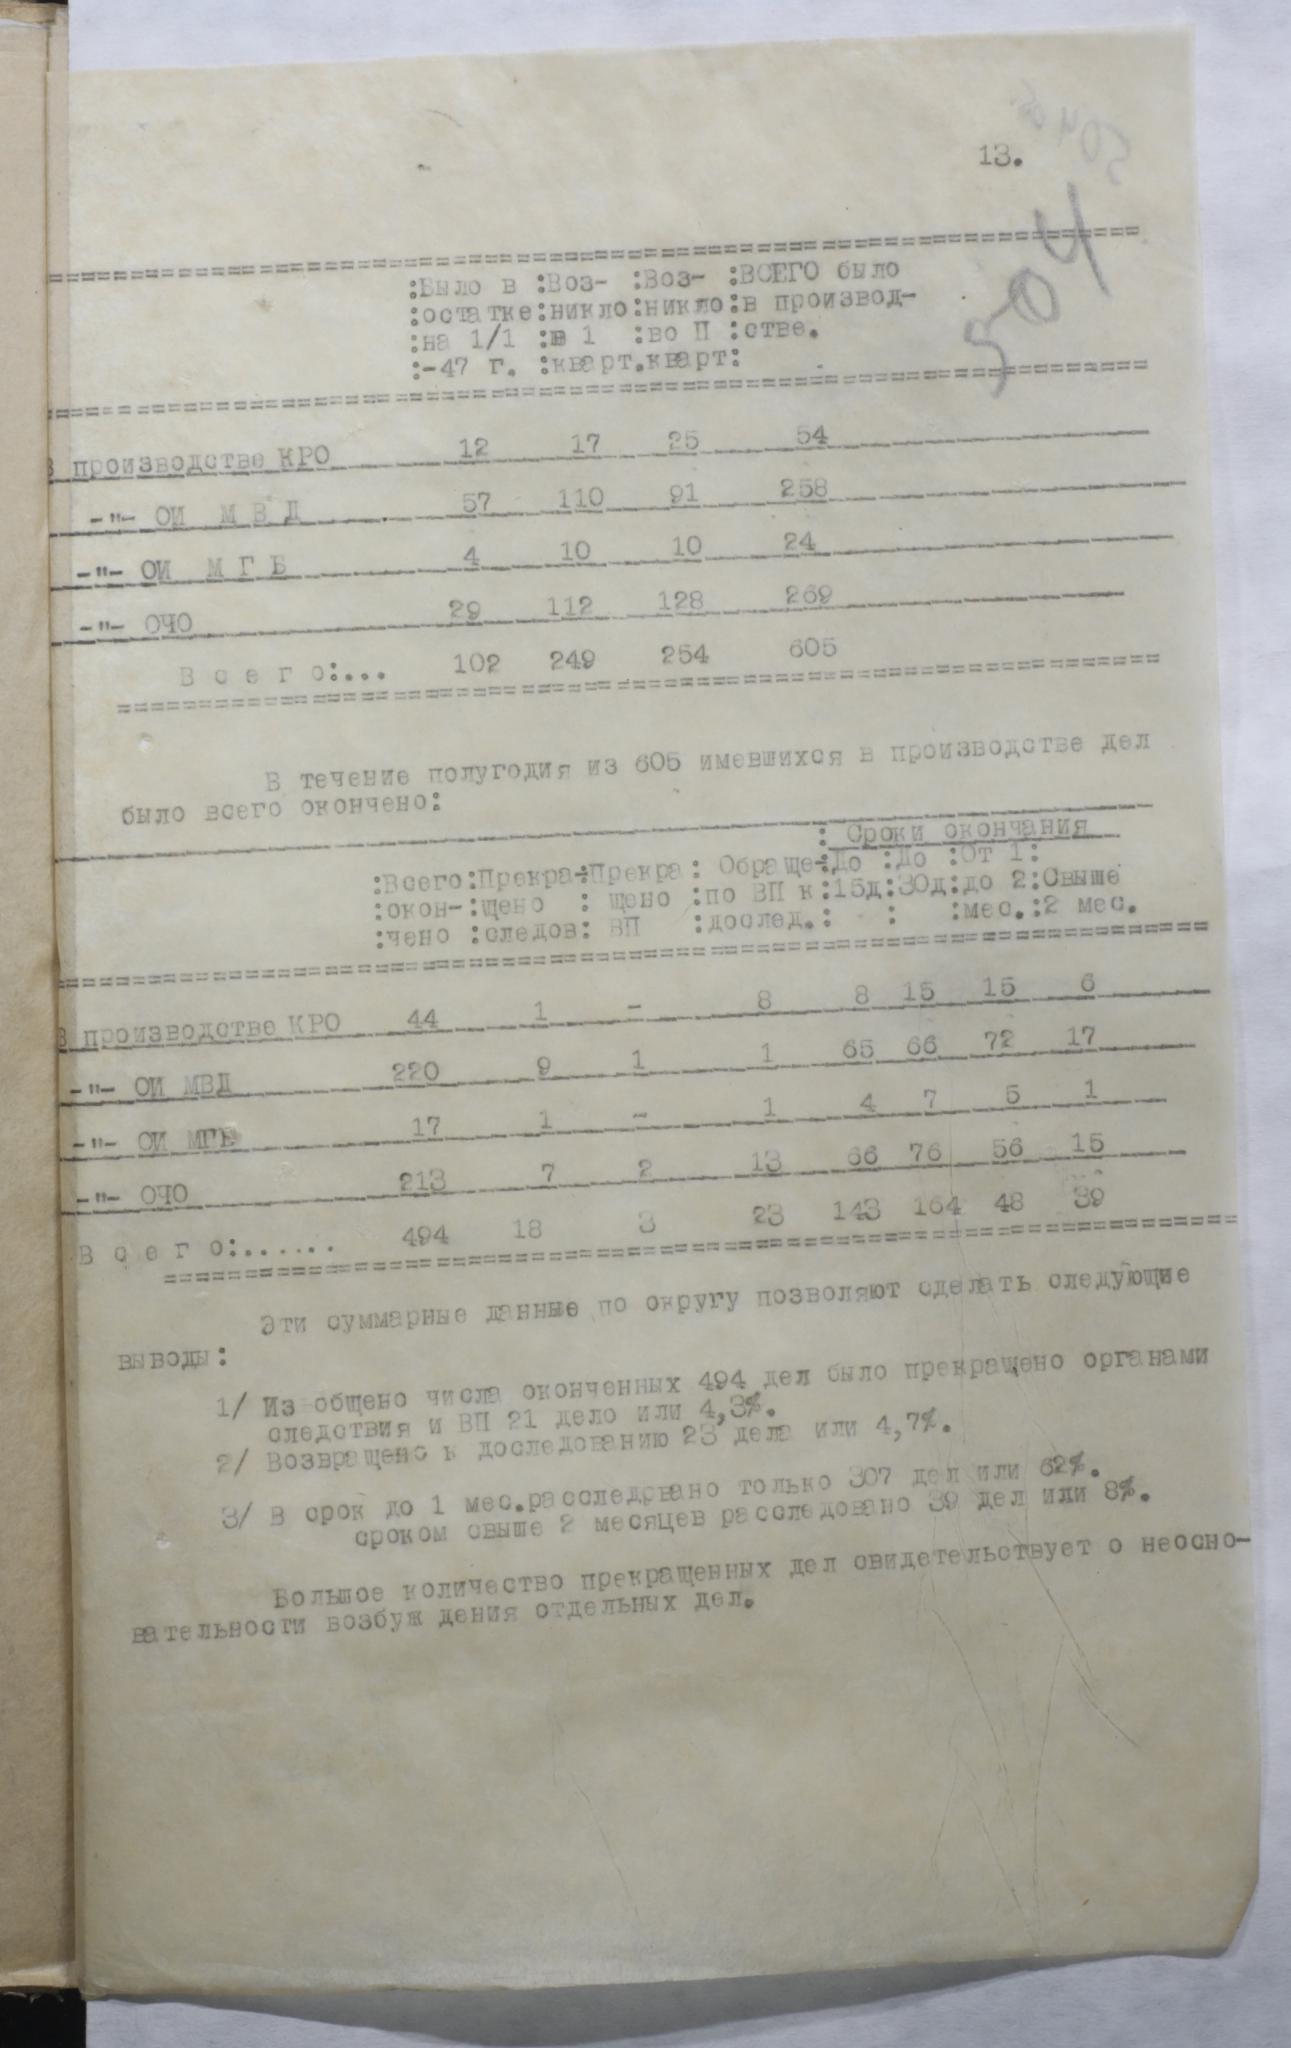 13.
504
:Было в :Воз- :Воз- :ВСЕГО было
:остатке:никло:никло:в производ-
:на 1/1 :в 1 :во П :стве.
:-47 г. :кварт.кварт:
В производстве КРО 12 17 25 54
-"- ОИ М В Д 57 110 91 258
-"- ОИ М Г Б 4 10 10 24
-"- ОЧО 29 112 128 269
В с е г о:... 102 249 254 605
В течение полугодия из 605 имевшихся в производстве дел
было всего окончено:
: Сроки окончания
:Всего:Прекра-:Прекра : Обраще-:До :До :От 1:
:окон-:щено : щено :по ВП к :15д:30д:до 2:Свыше
:чено :следов: ВП :дослед.: : :мес.:2 мес.
В производстве КРО 44 1 - 8 8 15 15 6
-"- ОИ МВД 220 9 1 1 65 66 72 17
-"- ОИ МГБ 17 1 - 1 4 7 5 1
-"- ОЧО 213 7 2 13 66 76 56 15
В с е г о:...... 494 18 3 23 143 164 48 39
Эти суммарные данные по округу позволяют сделать следующие
выводы:
1/ Из общено числа оконченных 494 дел было прекращено органами
следствия и ВП 21 дело или 4,3%.
2/ Возвращено к доследованию 23 дела или 4,7%.
3/ В срок до 1 мес.расследовано только 307 дел или 62%.
сроком свыше 2 месяцев расследовано 39 дел или 8%.
Большое количество прекращенных дел свидетельствует о неосно-
вательности возбуж дения отдельных дел.